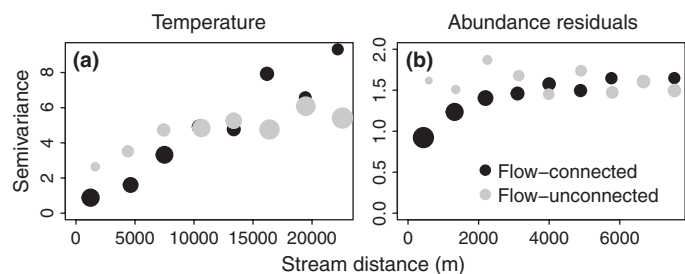 Temperature
Abundance residuals
(a)
(b)
Semivariance
8
6
4
2
0
2.0
1.5
1.0
0.5
0.0
Flow–connected
Flow–unconnected
0 5000 10000 15000 20000
0 2000 4000 6000
Stream distance (m)